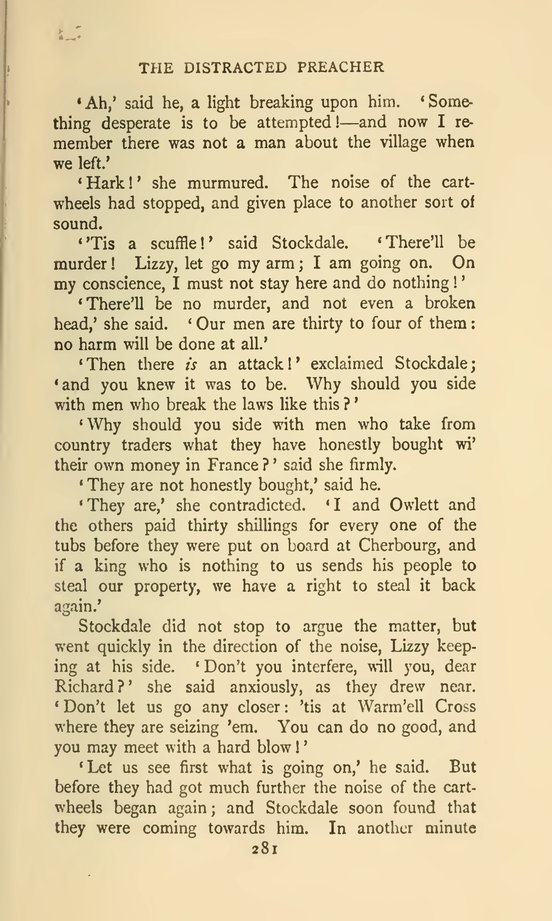 THE DISTRACTED PREACHER
‘Ah,’ said he, a light breaking upon him. ‘Some-
thing desperate is to be attempted!—and now I re-
member there was not a man about the village when
we left.’
‘Hark!’ she murmured. The noise of the cart-
wheels had stopped, and given place to another sort of
sound.
‘’Tis a scuffle!’ said Stockdale. ‘There’ll be
murder! Lizzy, let go my arm; I am going on. On
my conscience, I must not stay here and do nothing!’
‘There’ll be no murder, and not even a broken
head,’ she said. ‘Our men are thirty to four of them:
no harm will be done at all.’
‘Then there is an attack!’ exclaimed Stockdale;
‘and you knew it was to be. Why should you side
with men who break the laws like this?’
‘Why should you side with men who take from
country traders what they have honestly bought wi’
their own money in France?’ said she firmly.
‘They are not honestly bought,’ said he.
‘They are,’ she contradicted. ‘I and Owlett and
the others paid thirty shillings for every one of the
tubs before they were put on board at Cherbourg, and
if a king who is nothing to us sends his people to
steal our property, we have a right to steal it back
again.’
Stockdale did not stop to argue the matter, but
went quickly in the direction of the noise, Lizzy keep-
ing at his side. ‘Don’t you interfere, will you, dear
Richard?’ she said anxiously, as they drew near.
‘Don’t let us go any closer: ’tis at Warm’ell Cross
where they are seizing ’em. You can do no good, and
you may meet with a hard blow!’
‘Let us see first what is going on,’ he said. But
before they had got much further the noise of the cart-
wheels began again; and Stockdale soon found that
they were coming towards him. In another minute
281